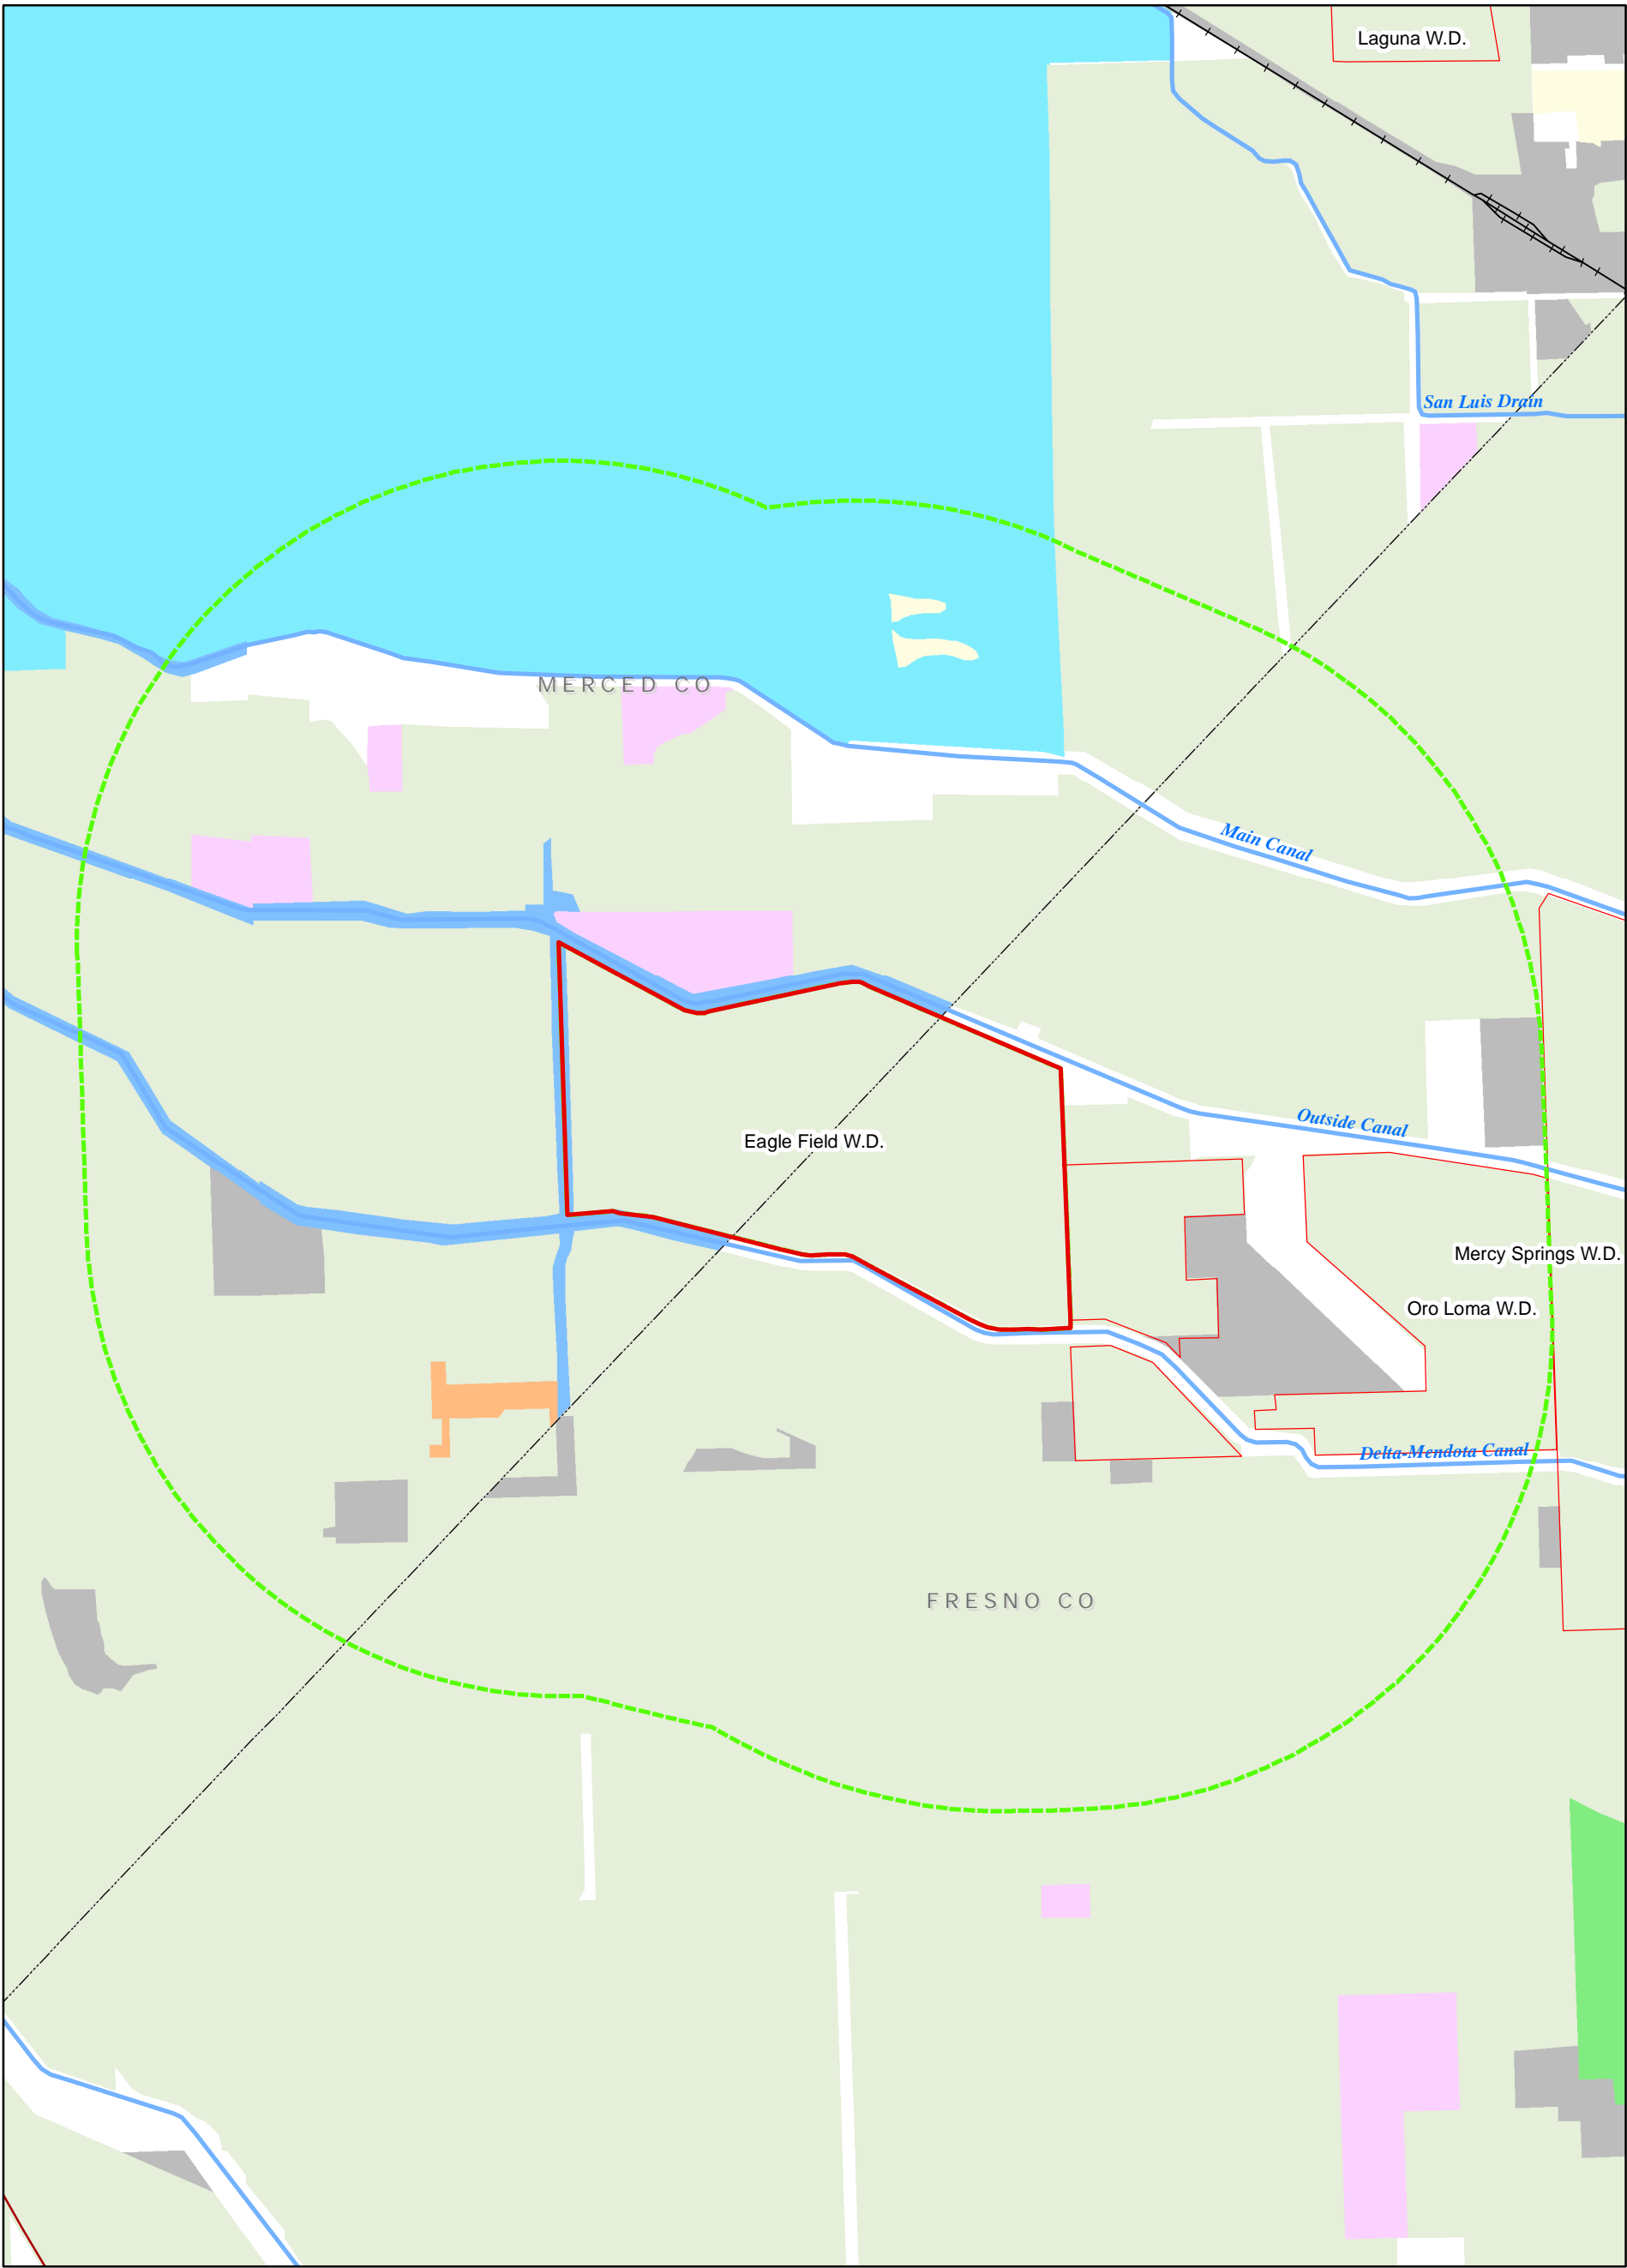 Laguna W.D.
San Luis Drain
MERCED CO
Main Canal
Outside Canal
Eagle Field W.D.
Mercy Springs W.D.
Oro Loma W.D.
Delta-Mendota Canal
FRESNO CO